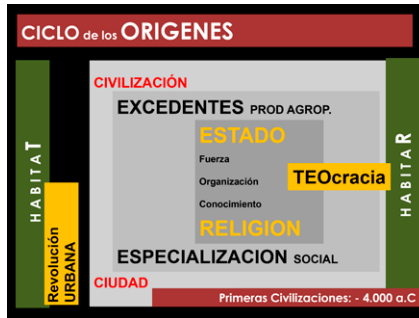 CICLO de los ORIGENES
HABITAT
Revolución
URBANA
CIVILIZACIÓN
EXCEDENTES PROD AGROP.
ESTADO
Fuerza
Organización
Conocimiento
RELIGION
TEOcracia
ESPECIALIZACION SOCIAL
CIUDAD
HABITAR
Primeras Civilizaciones: - 4.000 a.C